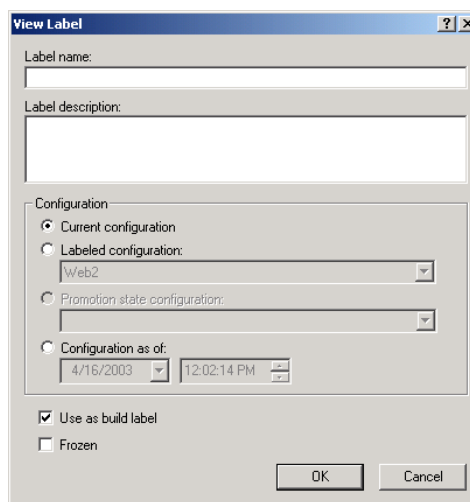 View Label
Label name:
Label description:
Configuration
Current configuration
Labeled configuration:
Web2
Promotion state configuration:
Configuration as of:
4/16/2003 12:02:14 PM
Use as build label
Frozen
OK Cancel